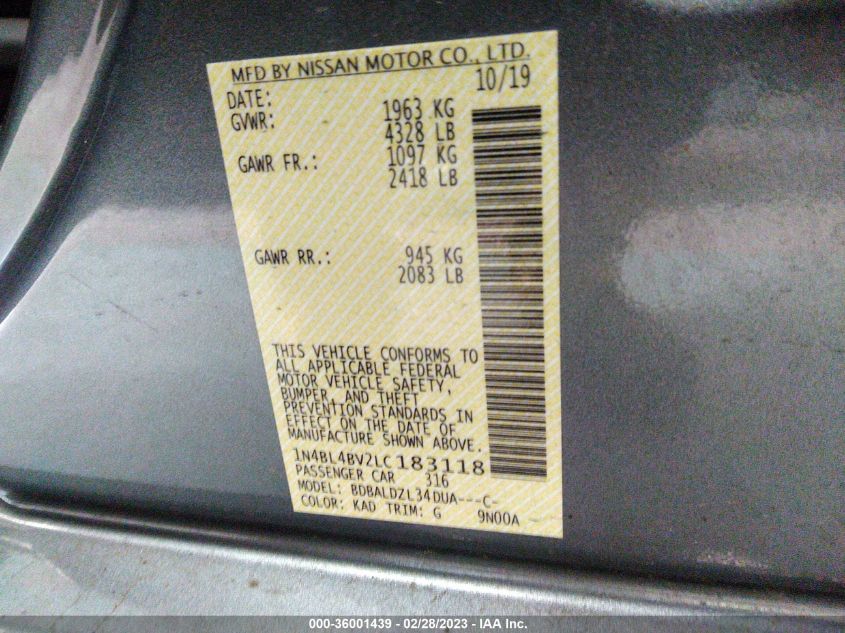 MFD BY NISSAN MOTOR CO., LTD.
DATE: 10/19
GVWR: 1963 KG
4328 LB
GAWR FR.: 1097 KG
2418 LB
GAWR RR.: 945 KG
2083 LB
THIS VEHICLE CONFORMS TO
ALL APPLICABLE FEDERAL
MOTOR VEHICLE SAFETY,
BUMPER, AND THEFT
PREVENTION STANDARDS IN
EFFECT ON THE DATE OF
MANUFACTURE SHOWN ABOVE.
1N4BL4BV2LC183118
PASSENGER CAR 316
MODEL: BDBALDZL34DUA---C-
COLOR: KAD TRIM: G 9N00A
000-36001439 - 02/28/2023 - © IAA Inc.